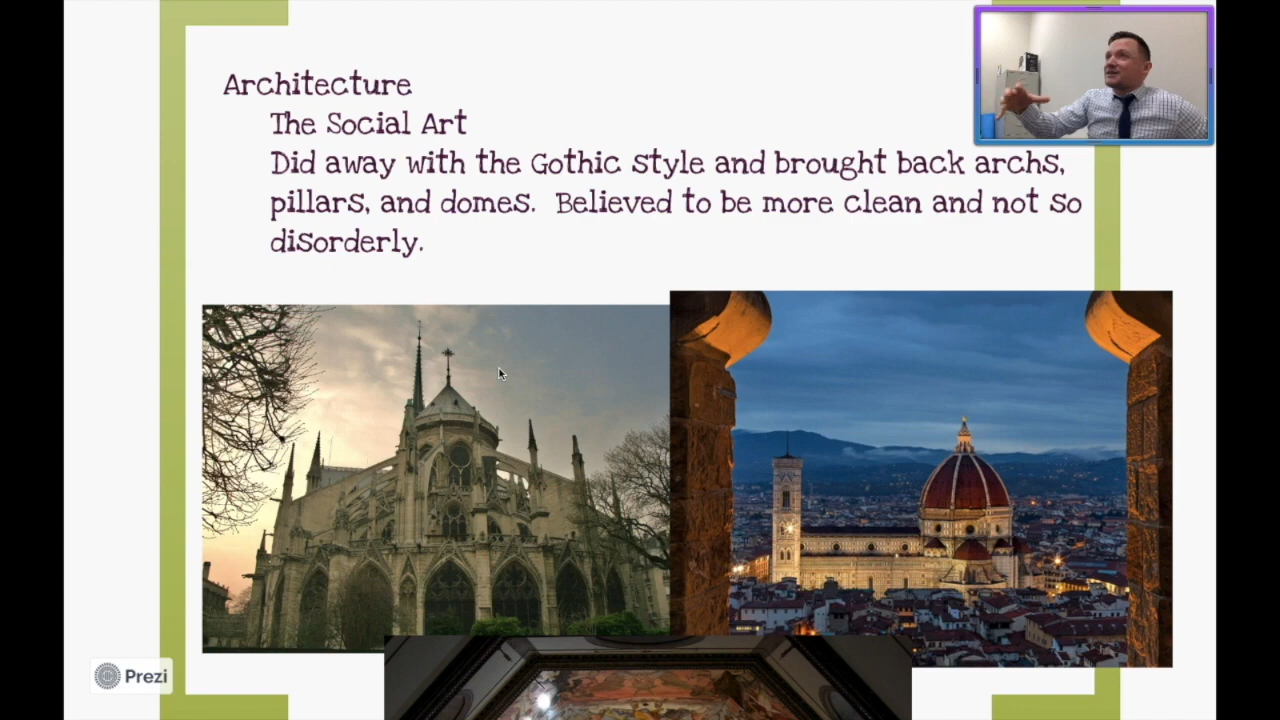 Architecture
The Social Art
Did away with the Gothic style and brought back archs,
pillars, and domes. Believed to be more clean and not so
disorderly.
Prezi